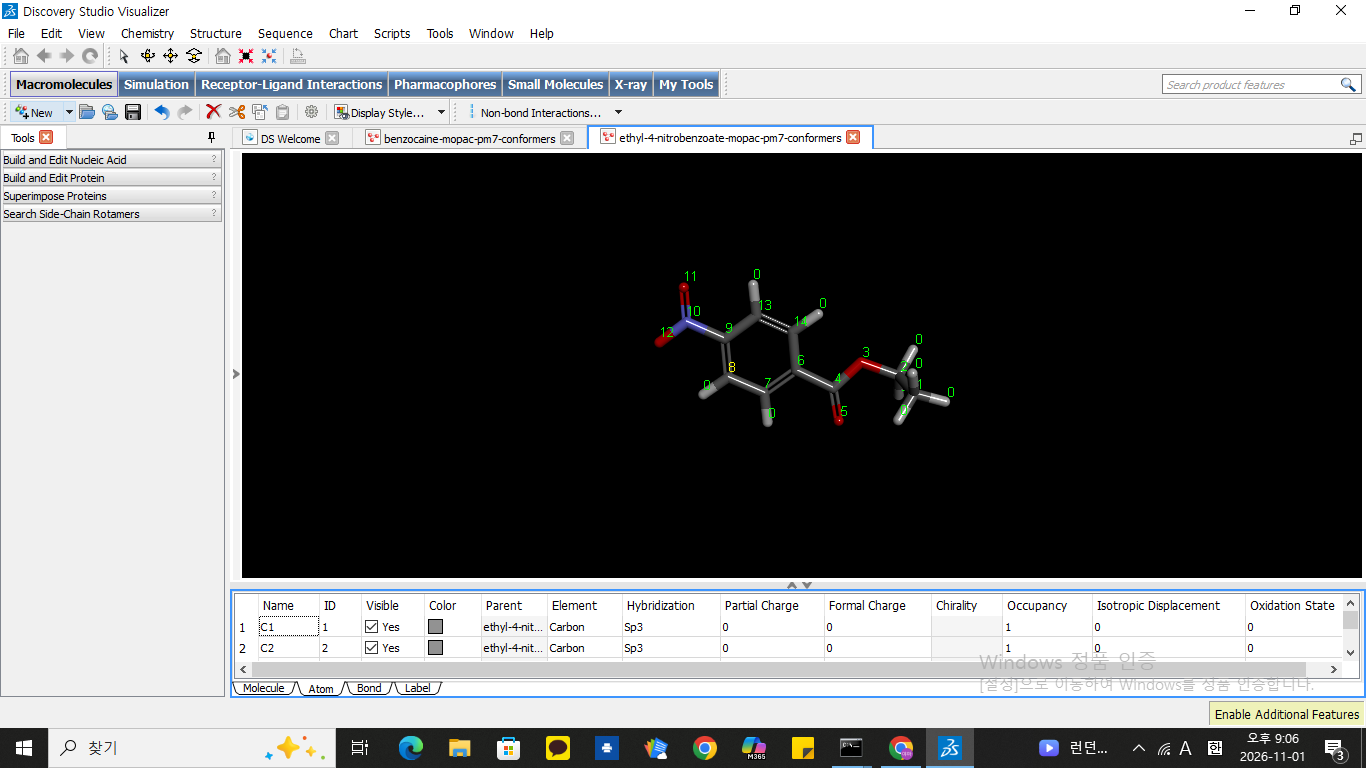 Discovery Studio Visualizer
File Edit View Chemistry Structure Sequence Chart Scripts Tools Window Help
Macromolecules Simulation Receptor-Ligand Interactions Pharmacophores Small Molecules X-ray My Tools
Search product features
New Display Style... Non-bond Interactions...
Tools
DS Welcome benzocaine-mopac-pm7-conformers ethyl-4-nitrobenzoate-mopac-pm7-conformers
Build and Edit Nucleic Acid ?
Build and Edit Protein ?
Superimpose Proteins ?
Search Side-Chain Rotamers ?
11 0
10 13 0
12 9 14 0
8 6 3 2 0
0 7 4 1 0
0 5
Name ID Visible Color Parent Element Hybridization Partial Charge Formal Charge Chirality Occupancy Isotropic Displacement Oxidation State
1 C1 1 Yes ethyl-4-nit... Carbon Sp3 0 0 1 0 0
2 C2 2 Yes ethyl-4-nit... Carbon Sp3 0 0 1 0 0
Windows 정품 인증
[설정]으로 이동하여 Windows를 정품 인증합니다.
Molecule Atom Bond Label
Enable Additional Features
찾기
M365
런던...
A
한
오후 9:06
2026-11-01
3